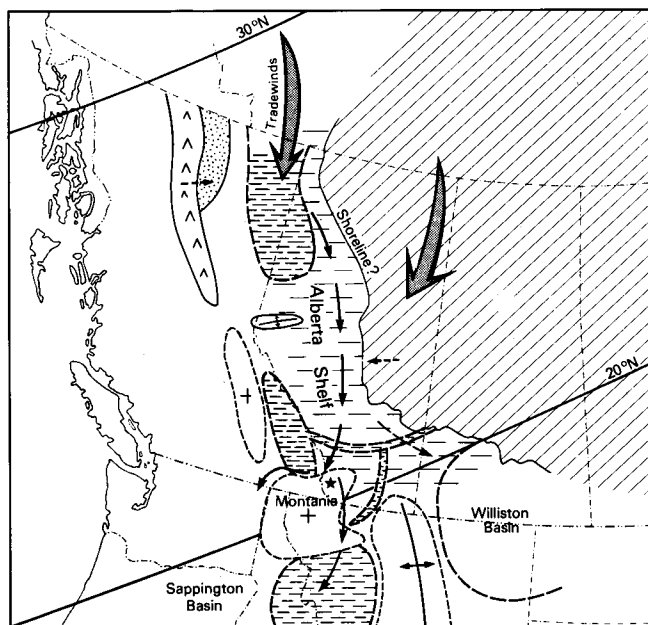 30°N
Tradewinds
Shoreline?
Alberta
Shelf
20°N
Montania
Williston
Basin
Sappington
Basin